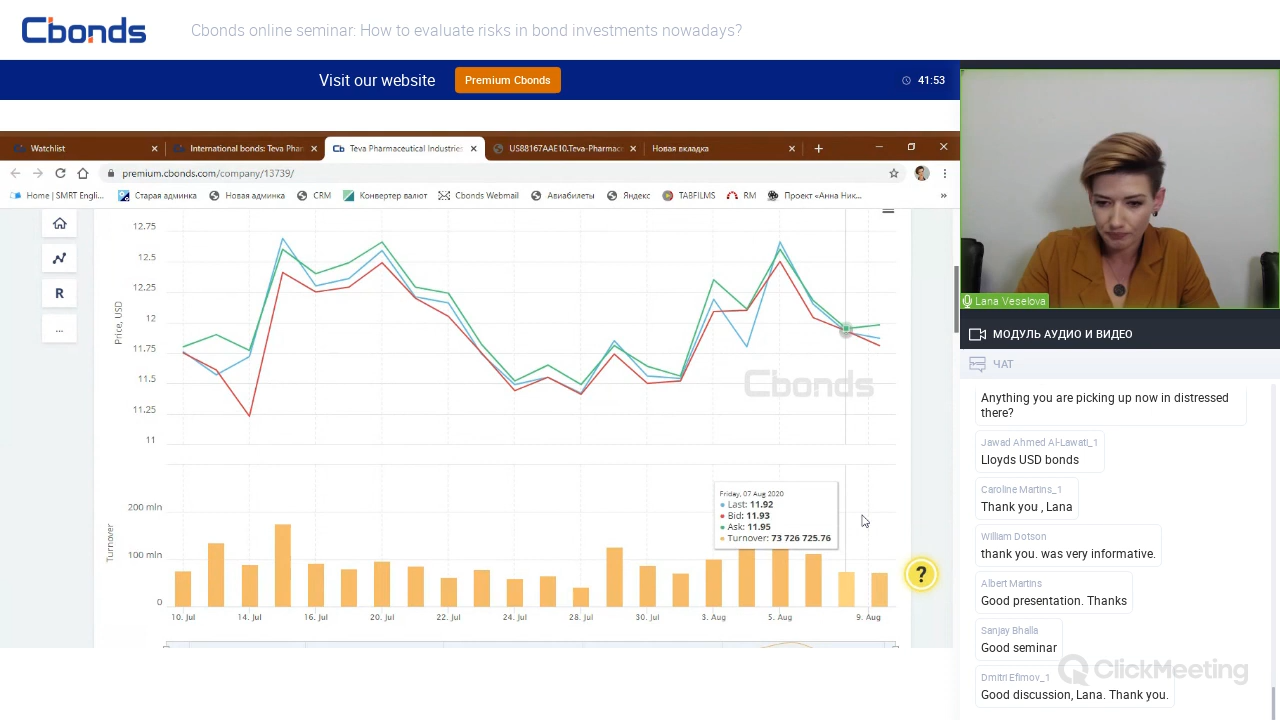 Cbonds
Cbonds online seminar: How to evaluate risks in bond investments nowadays?
Visit our website
Premium Cbonds
41:53
Watchlist
International bonds: Teva Phar
Cb Teva Pharmaceutical Industries
US88167AAE10.Teva-Pharmac
Новая вкладка
premium.cbonds.com/company/13739/
Home | SMRT Engli...
Старая админка
Новая админка
CRM
Конвертер валют
Cbonds Webmail
Авиабилеты
Яндекс
TABFILMS
RM
Проект «Анна Ник...
»
R
...
Price, USD
12.75
12.5
12.25
12
11.75
11.5
11.25
11
Cbonds
Turnover
200 mln
100 mln
0
Friday, 07 Aug 2020
Last: 11.92
Bid: 11.93
Ask: 11.95
Turnover: 73 726 725.76
10. Jul
14. Jul
16. Jul
20. Jul
22. Jul
24. Jul
28. Jul
30. Jul
3. Aug
5. Aug
9. Aug
?
Lana Veselova
МОДУЛЬ АУДИО И ВИДЕО
ЧАТ
Anything you are picking up now in distressed
there?
Jawad Ahmed Al-Lawati_1
Lloyds USD bonds
Caroline Martins_1
Thank you , Lana
William Dotson
thank you. was very informative.
Albert Martins
Good presentation. Thanks
Sanjay Bhalla
Good seminar
Dmitri Efimov_1
Good discussion, Lana. Thank you.
ClickMeeting